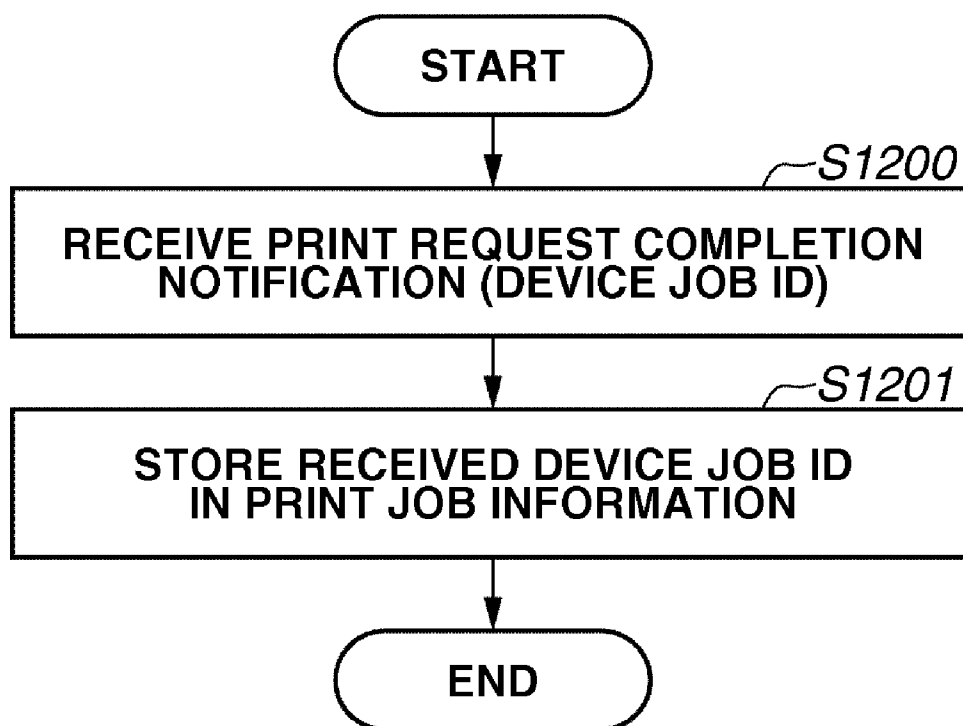 START
S1200
RECEIVE PRINT REQUEST COMPLETION
NOTIFICATION (DEVICE JOB ID)
S1201
STORE RECEIVED DEVICE JOB ID
IN PRINT JOB INFORMATION
END